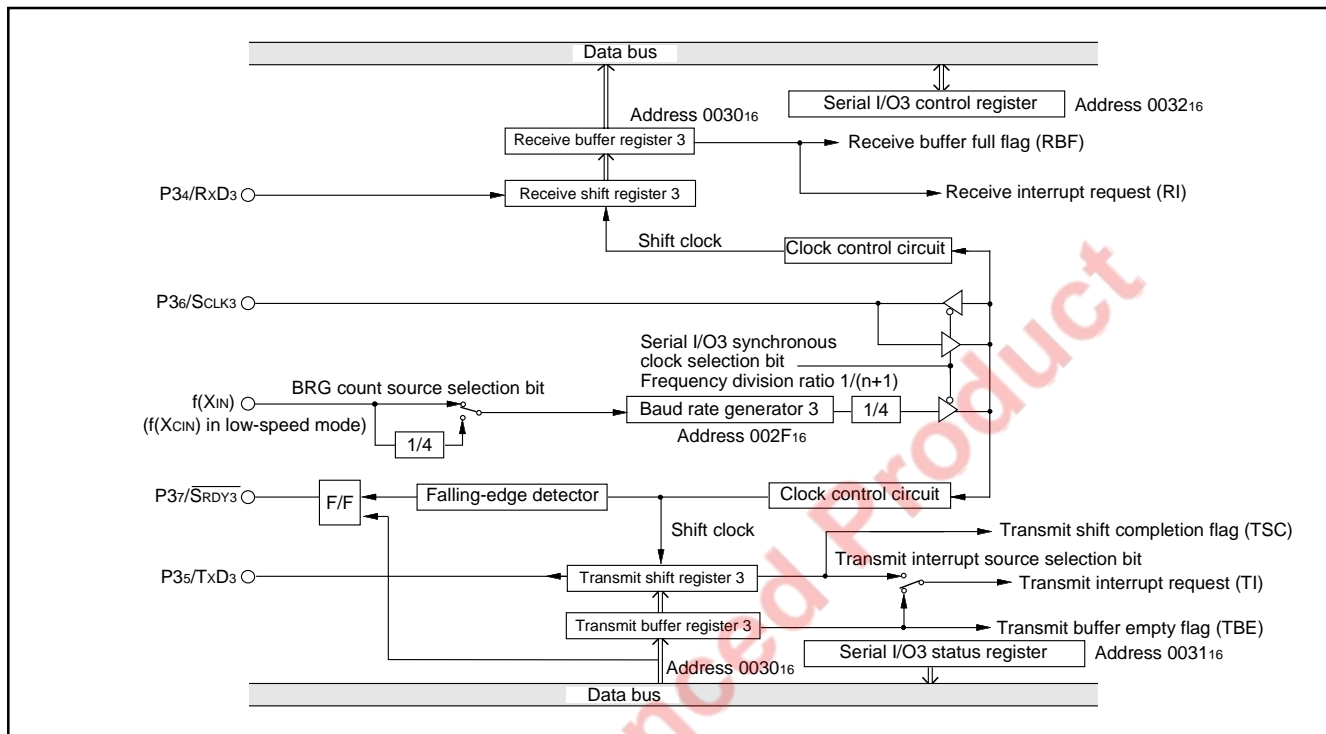 Data bus
Serial I/O3 control register
Address 0032₁₆
Address 0030₁₆
Receive buffer register 3
Receive buffer full flag (RBF)
P3₄/RxD₃
Receive shift register 3
Receive interrupt request (RI)
Shift clock
Clock control circuit
P3₆/SCLK3
Serial I/O3 synchronous
clock selection bit
Frequency division ratio 1/(n+1)
BRG count source selection bit
f(XIN)
Baud rate generator 3
1/4
(f(XCIN) in low-speed mode)
1/4
Address 002F₁₆
P3₇/S̅R̅D̅Y̅3̅
F/F
Falling-edge detector
Clock control circuit
Shift clock
Transmit shift completion flag (TSC)
Transmit interrupt source selection bit
P3₅/TxD₃
Transmit shift register 3
Transmit interrupt request (TI)
Transmit buffer register 3
Transmit buffer empty flag (TBE)
Serial I/O3 status register
Address 0031₁₆
Address 0030₁₆
Data bus
nced Product